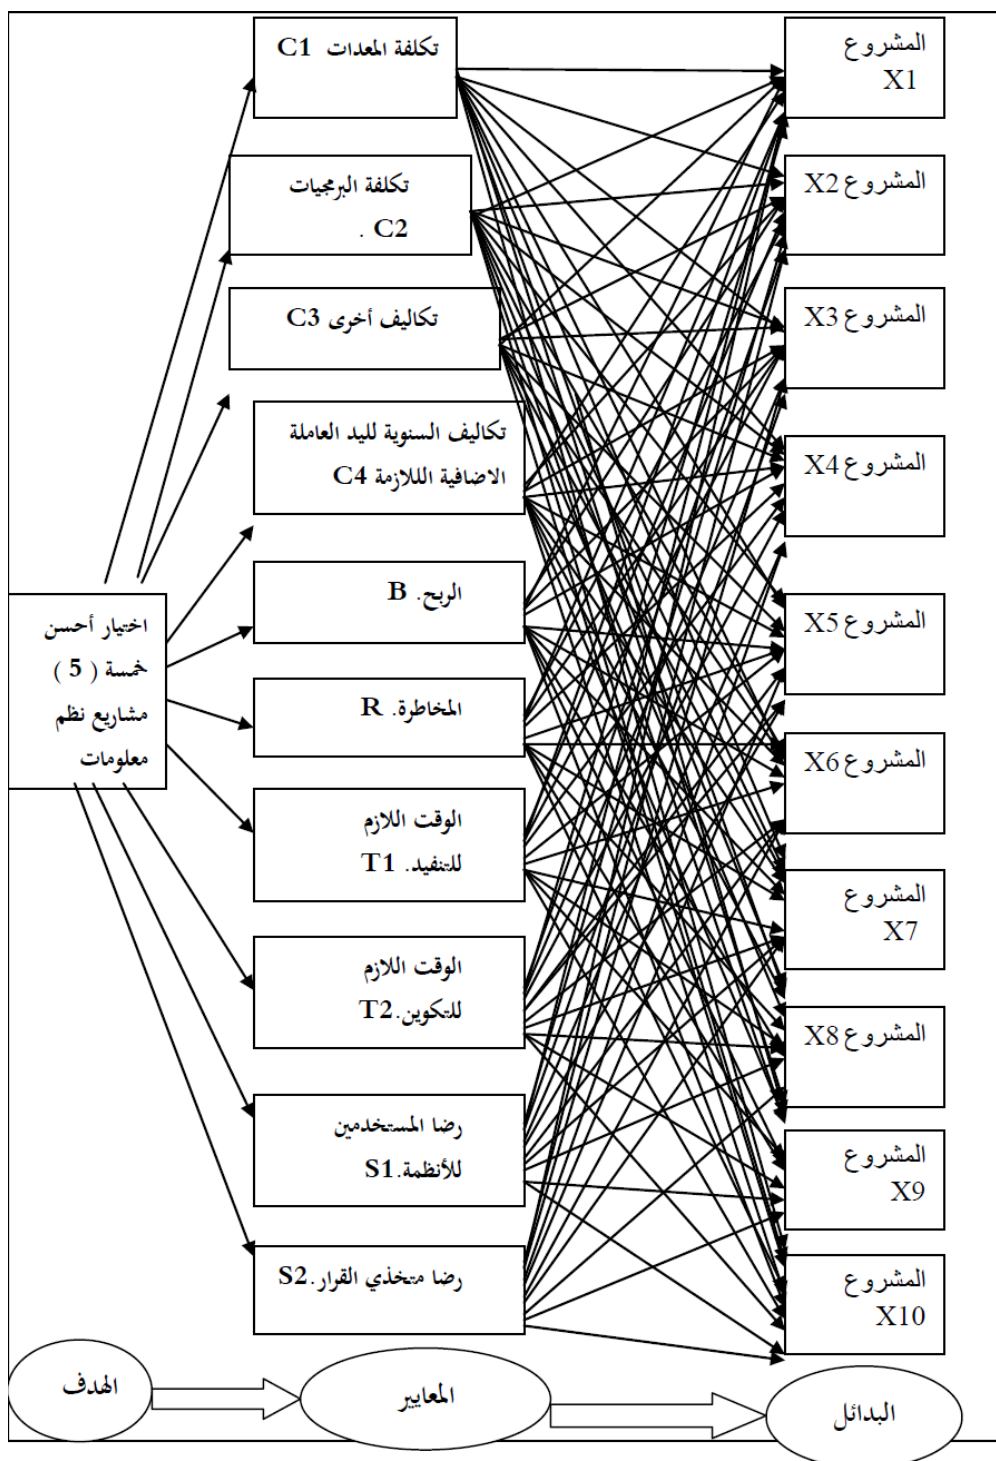 تكلفة المعدات C1
تكلفة البرمجيات
C2 .
تكاليف أخرى C3
تكاليف السنوية لليد العاملة
الاضافية الللازمة C4
الربح. B
المخاطرة. R
الوقت اللازم
للتنفيد. T1
الوقت اللازم
للتكوين.T2
رضا المستخدمين
للأنظمة.S1
رضا متخذي القرار.S2
اختيار أحسن
خمسة ( 5 )
مشاريع نظم
معلومات
المشروع
X1
المشروع X2
المشروع X3
المشروع X4
المشروع X5
المشروع X6
المشروع
X7
المشروع X8
المشروع
X9
المشروع
X10
الهدف
المعايير
البدائل